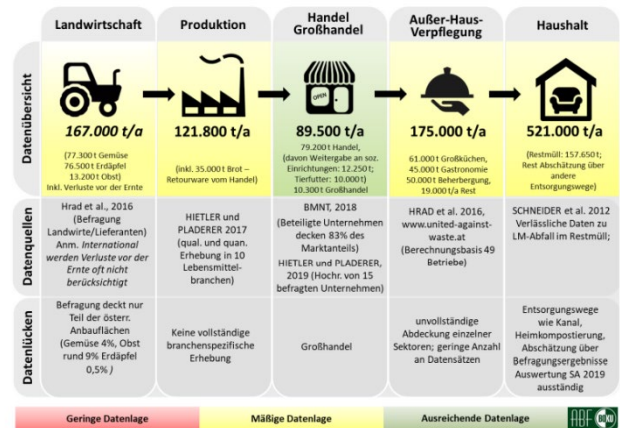 Landwirtschaft
Produktion
Handel
Großhandel
Außer-Haus-
Verpflegung
Haushalt
Datenübersicht
OPEN
167.000 t/a
(77.300t Gemüse
76.500t Erdäpfel
13.200t Obst)
Inkl. Verluste vor der Ernte
121.800 t/a
(inkl. 35.000t Brot –
Retourware vom Handel)
89.500 t/a
79.200t Handel,
(davon Weitergabe an soz.
Einrichtungen: 12.250t;
Tierfutter: 10.000t)
10.300t Großhandel
175.000 t/a
61.000t Großküchen,
45.000t Gastronomie
50.000t Beherbergung,
19.000t/a Rest
521.000 t/a
(Restmüll: 157.650t;
Rest Abschätzung über
andere
Entsorgungswege)
Datenquellen
Hrad et al., 2016
(Befragung
Landwirte/Lieferanten)
Anm. International
werden Verluste vor der
Ernte oft nicht
berücksichtigt
HIETLER und
PLADERER 2017
(qual. und quan.
Erhebung in 10
Lebensmittel-
branchen)
BMNT, 2018
(Beteiligte Unternehmen
decken 83% des
Marktanteils)
HIETLER und PLADERER,
2019 (Hochr. von 15
befragten Unternehmen)
HRAD et al. 2016,
www.united-against-
waste.at
(Berechnungsbasis 49
Betriebe)
SCHNEIDER et al. 2012
Verlässliche Daten zu
LM-Abfall im Restmüll;
Datenlücken
Befragung deckt nur
Teil der österr.
Anbauflächen
(Gemüse 4%, Obst
rund 9% Erdäpfel
0,5% )
Keine vollständige
branchenspezifische
Erhebung
Großhandel
unvollständige
Abdeckung einzelner
Sektoren; geringe Anzahl
an Datensätzen
Entsorgungswege
wie Kanal,
Heimkompostierung,
Abschätzung über
Befragungsergebnisse
Auswertung SA 2019
ausständig
Geringe Datenlage
Mäßige Datenlage
Ausreichende Datenlage
ABF BOKU